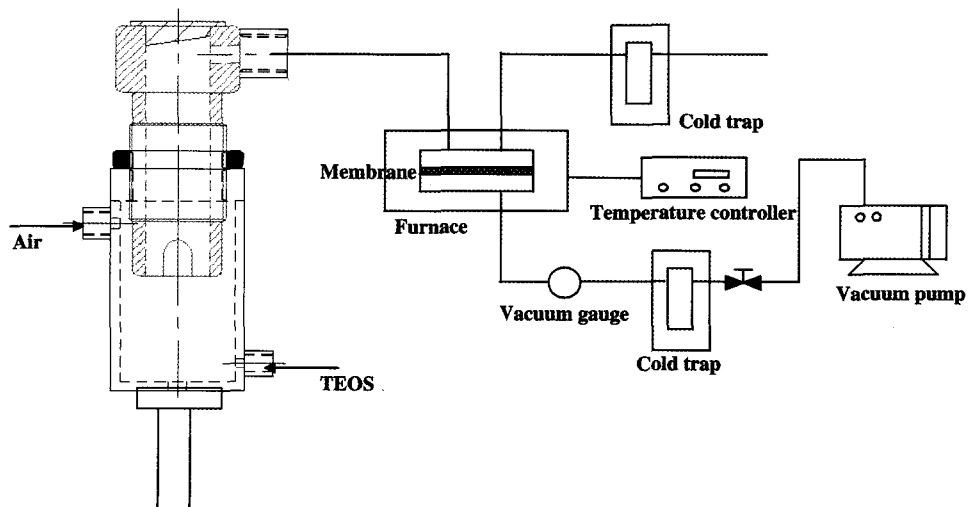 Cold trap
Membrane
Temperature controller
Furnace
Air
Vacuum gauge
Vacuum pump
Cold trap
TEOS